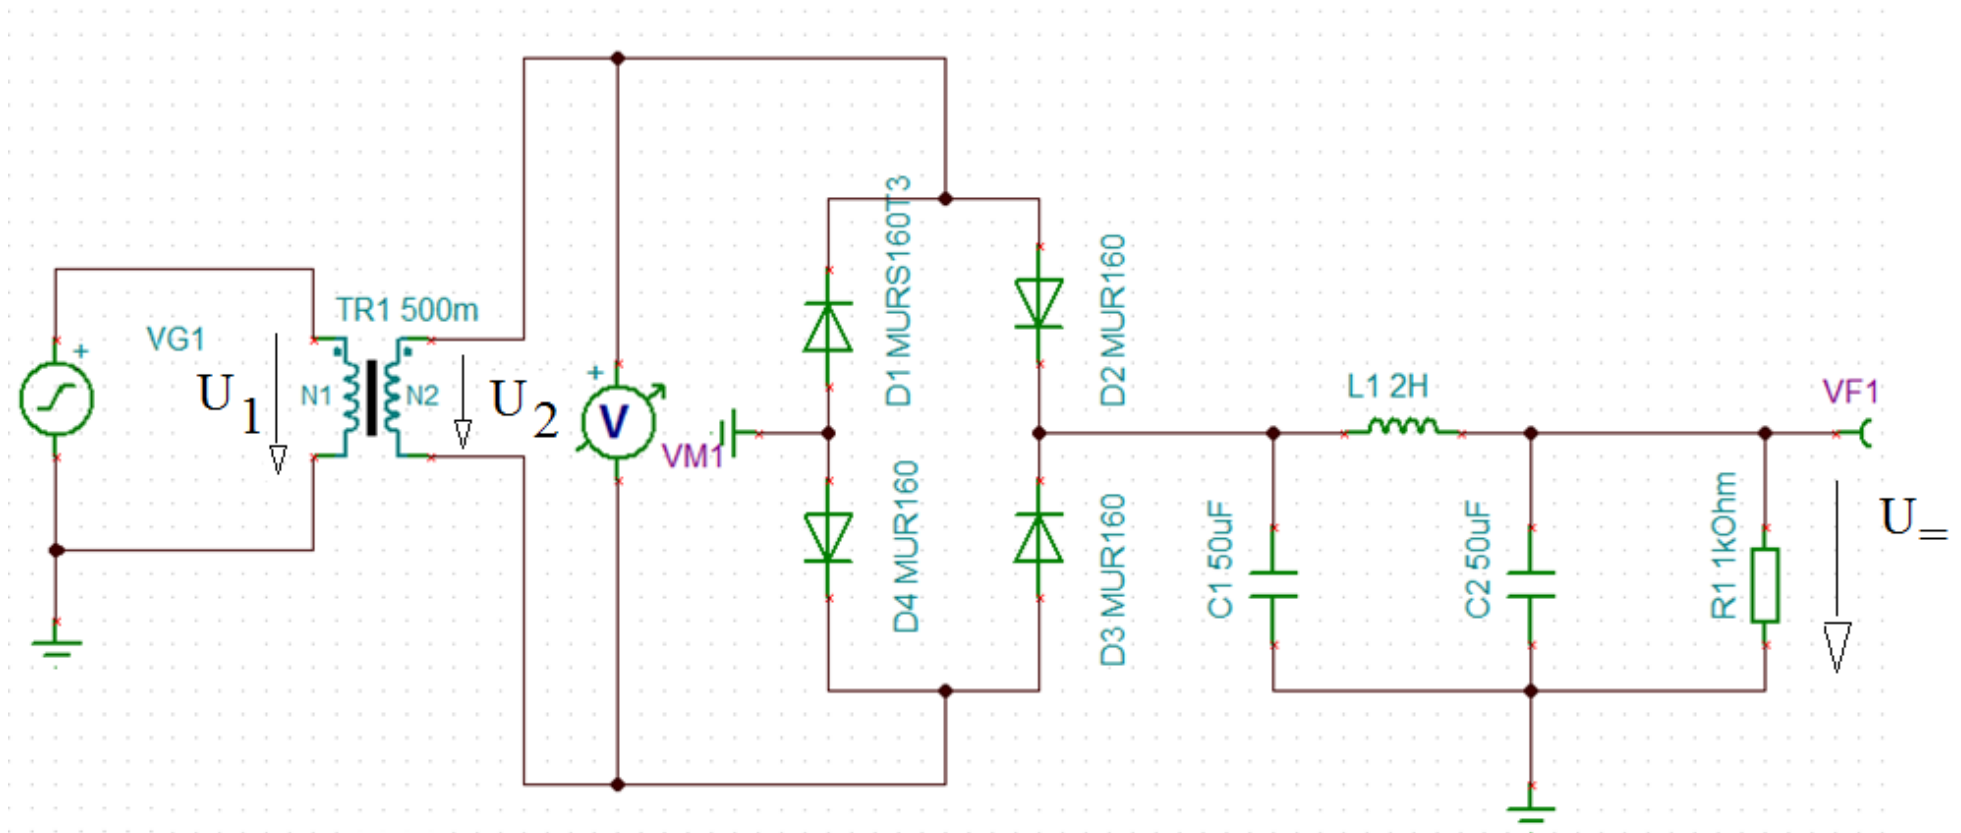 VG1
+
U1
TR1 500m
N1
N2
U2
+
V
VM1
D1 MURS160T3
D2 MUR160
D4 MUR160
D3 MUR160
L1 2H
C1 50uF
C2 50uF
R1 1kOhm
VF1
U=